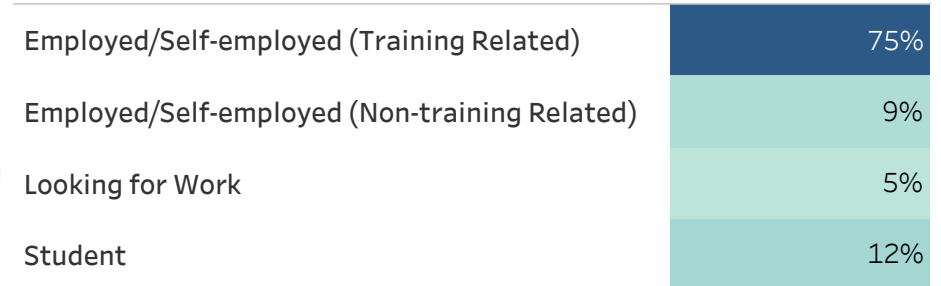 Employed/Self-employed (Training Related) 75%
Employed/Self-employed (Non-training Related) 9%
Looking for Work 5%
Student 12%